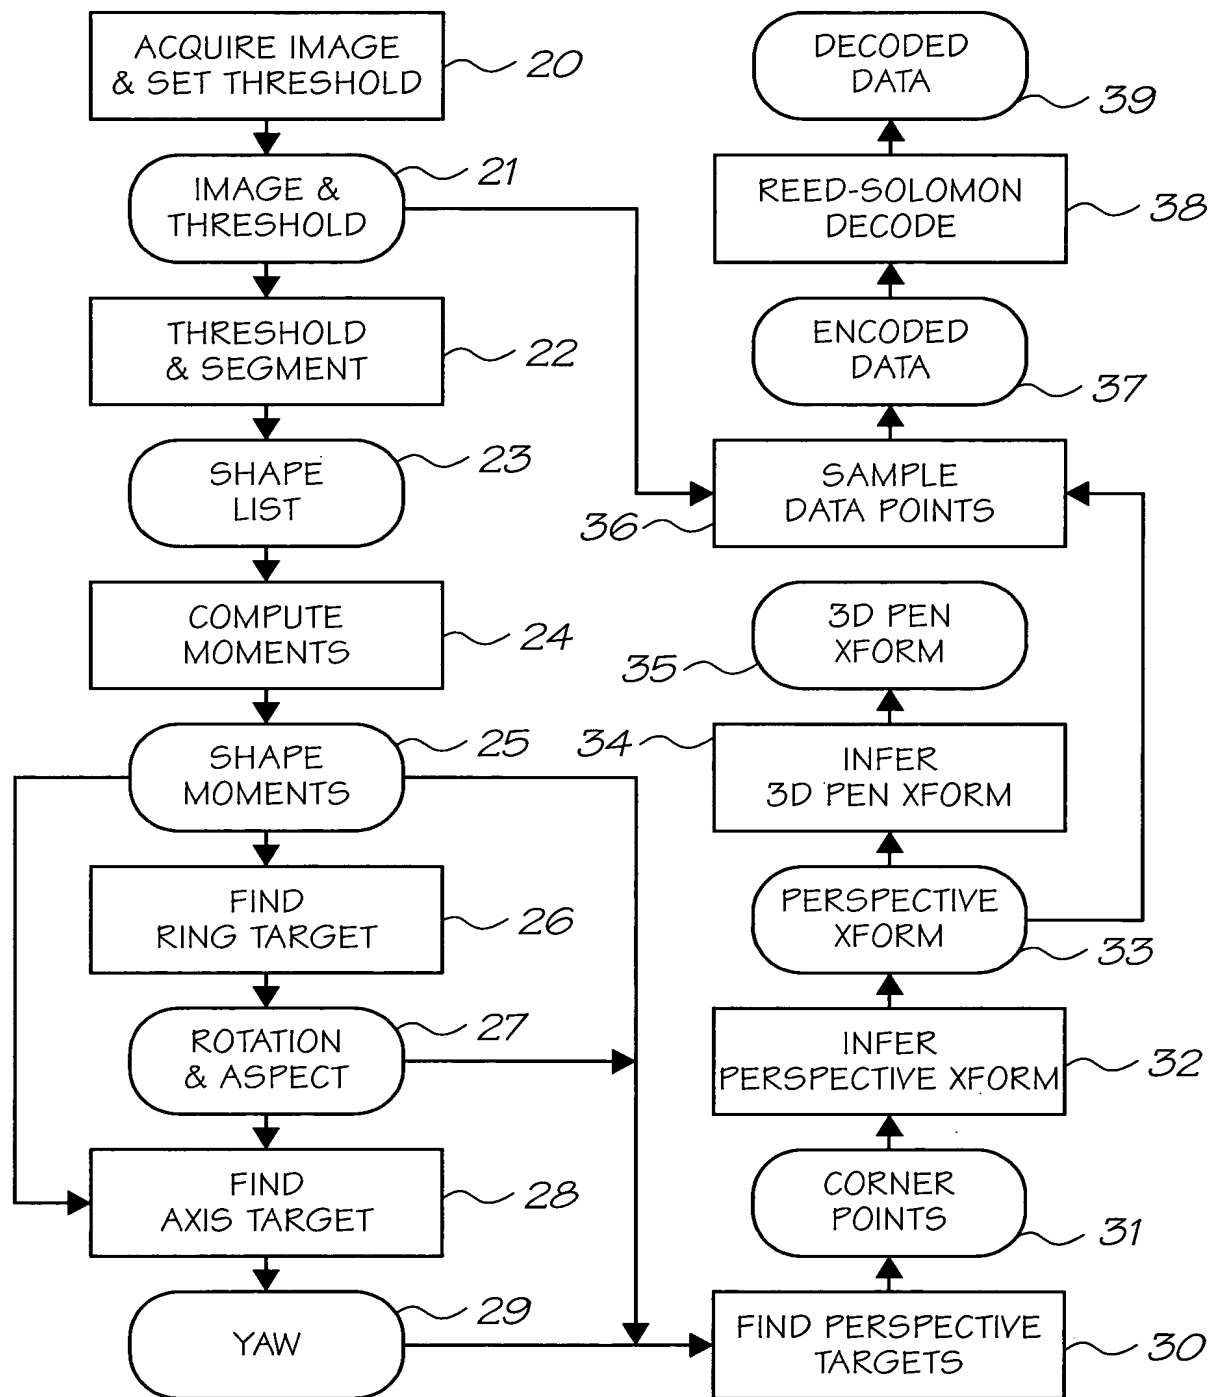 ACQUIRE IMAGE
& SET THRESHOLD
20
IMAGE &
THRESHOLD
21
THRESHOLD
& SEGMENT
22
SHAPE
LIST
23
COMPUTE
MOMENTS
24
SHAPE
MOMENTS
25
FIND
RING TARGET
26
ROTATION
& ASPECT
27
FIND
AXIS TARGET
28
YAW
29
DECODED
DATA
39
REED-SOLOMON
DECODE
38
ENCODED
DATA
37
SAMPLE
DATA POINTS
36
3D PEN
XFORM
35
INFER
3D PEN XFORM
34
PERSPECTIVE
XFORM
33
INFER
PERSPECTIVE XFORM
32
CORNER
POINTS
31
FIND PERSPECTIVE
TARGETS
30